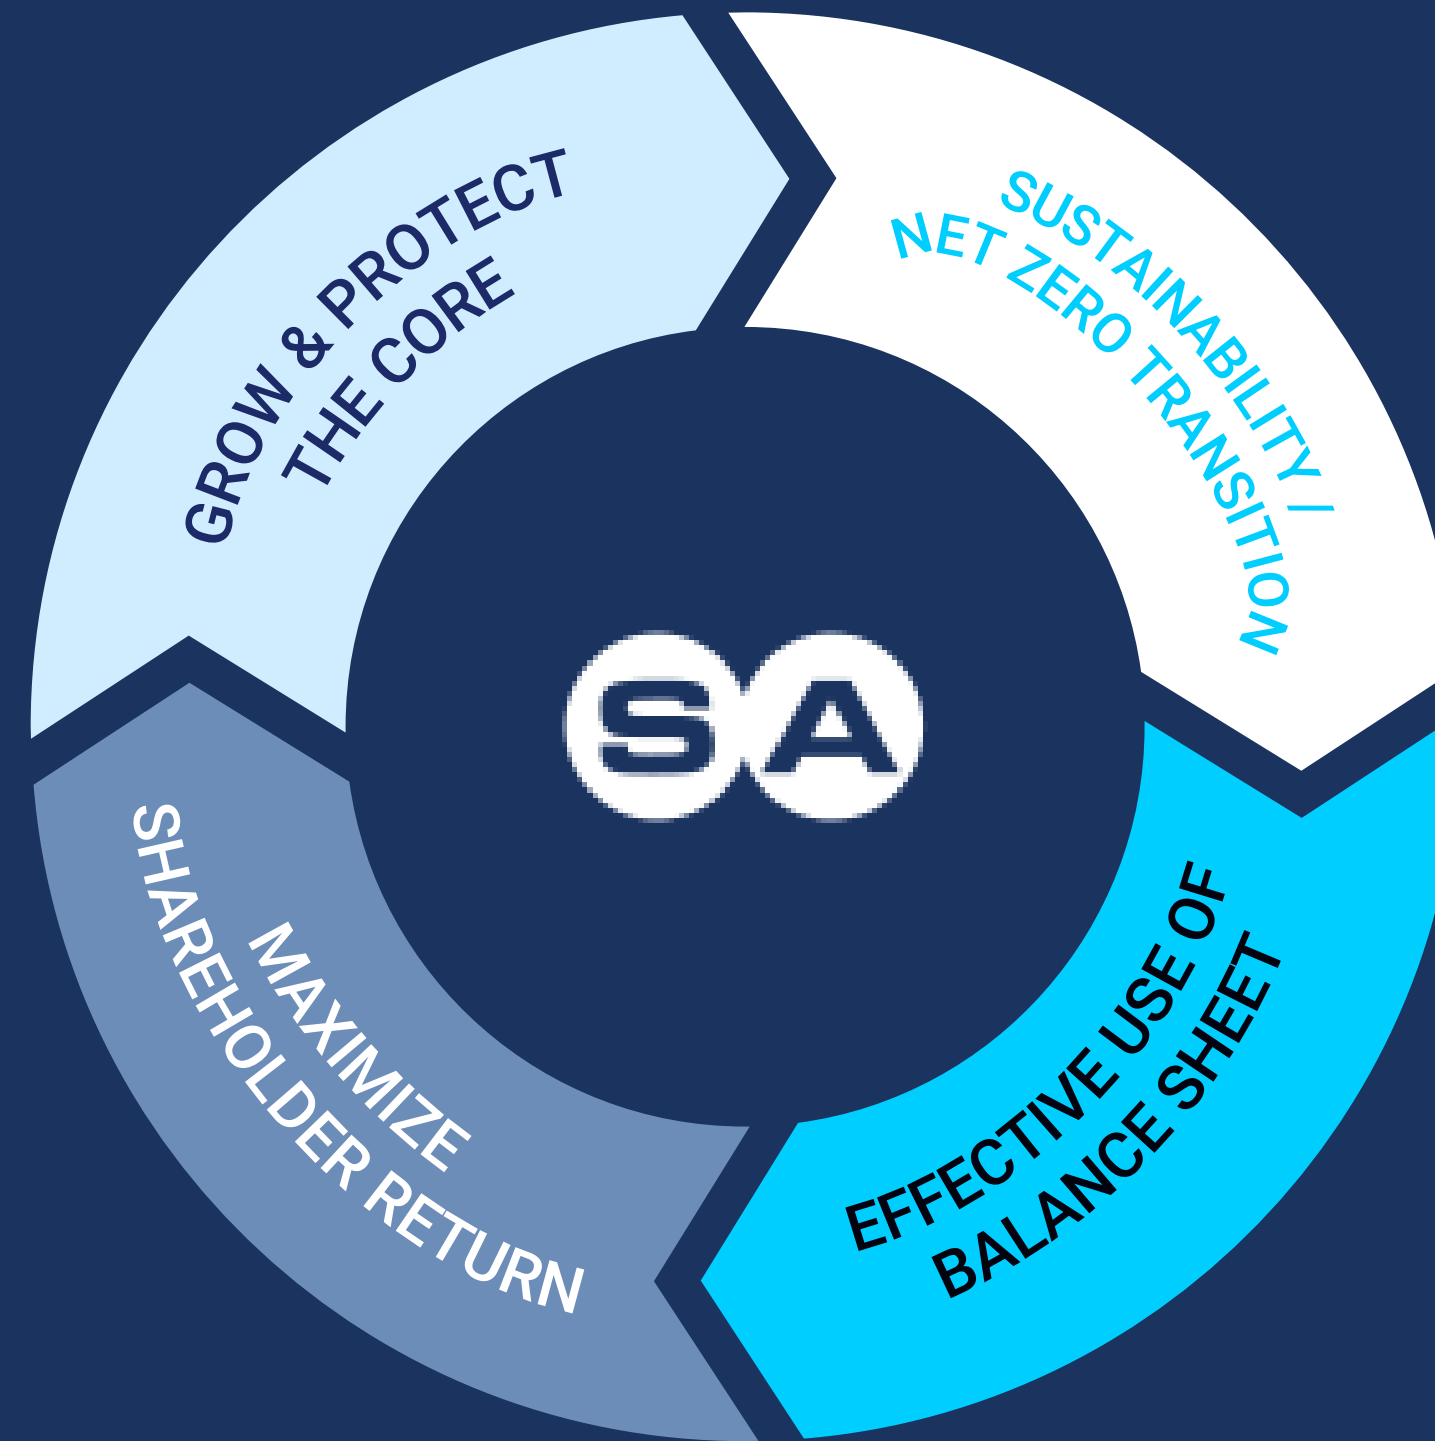 GROW & PROTECT
THE CORE
SUSTAINABILITY /
NET ZERO TRANSITION
SA
MAXIMIZE
SHAREHOLDER RETURN
EFFECTIVE USE OF
BALANCE SHEET